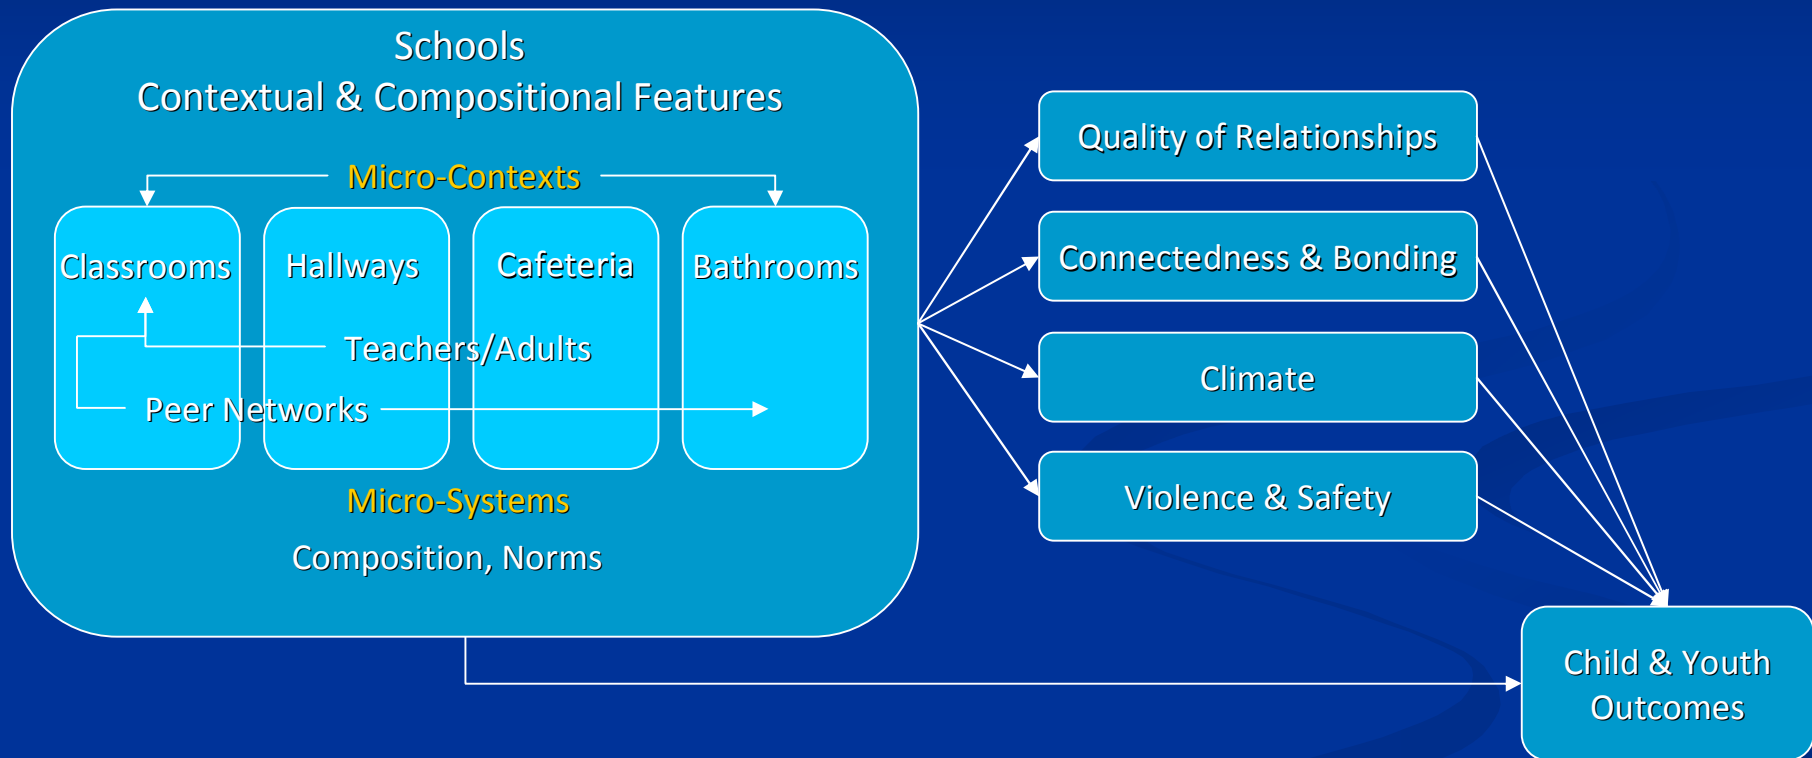 Schools
Contextual & Compositional Features
Micro-Contexts
Classrooms
Hallways
Cafeteria
Bathrooms
Teachers/Adults
Peer Networks
Micro-Systems
Composition, Norms
Quality of Relationships
Connectedness & Bonding
Climate
Violence & Safety
Child & Youth
Outcomes